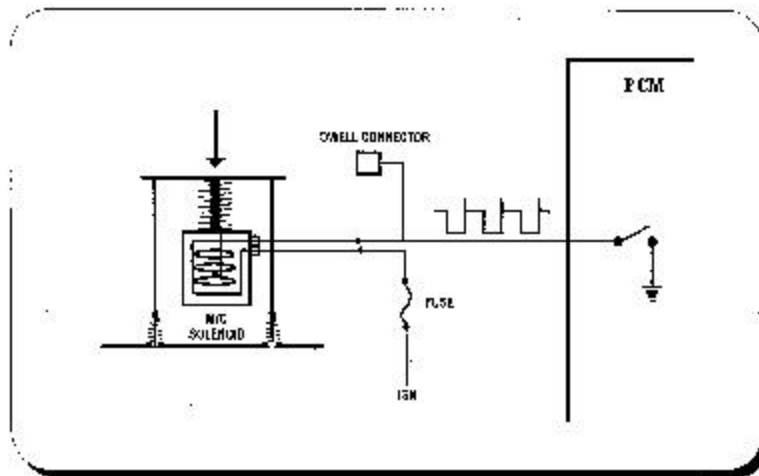 PCM
DWELL CONNECTOR
M/C
SOLENOID
FUSE
IGN